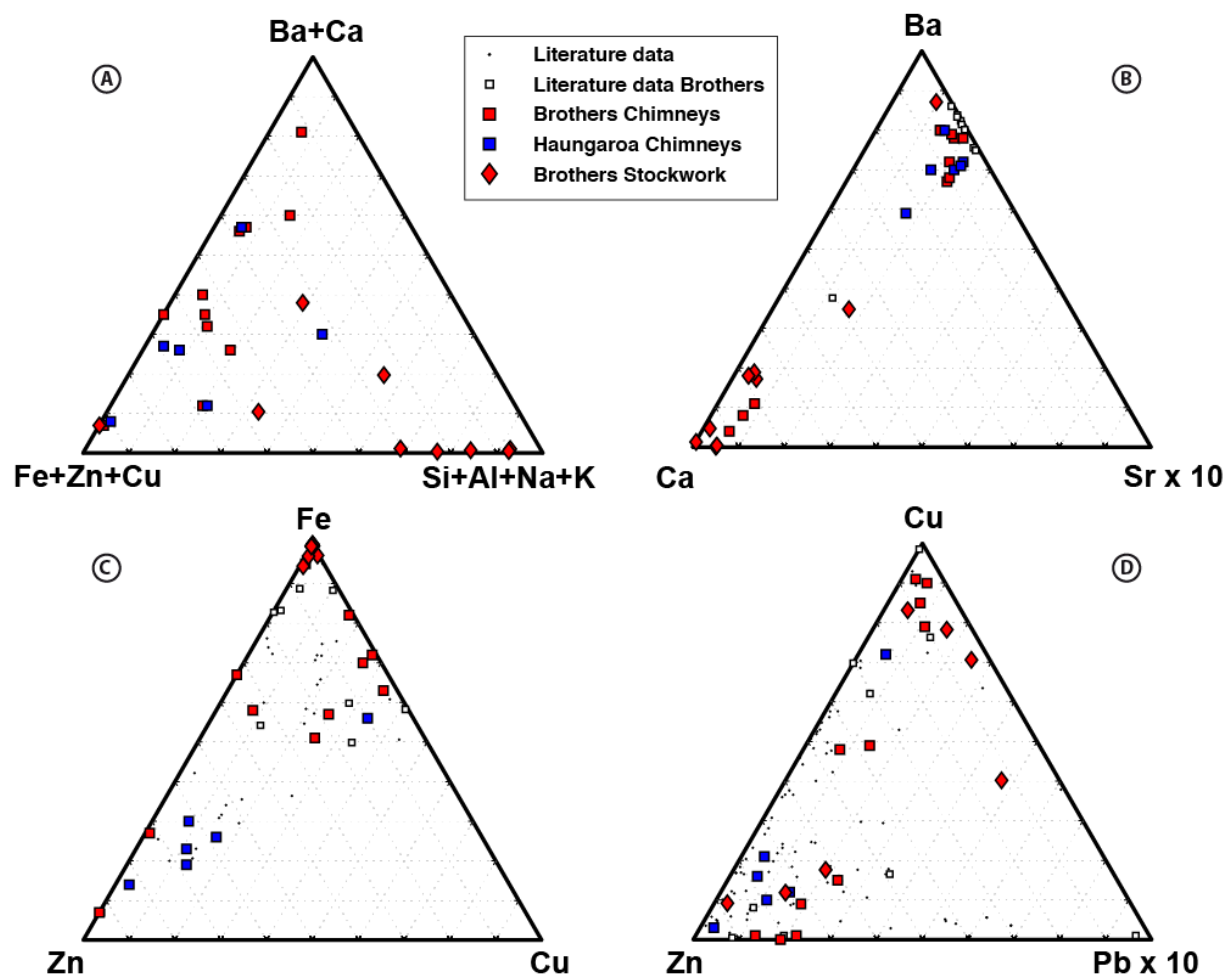 Ba+Ca
A
Fe+Zn+Cu
Si+Al+Na+K
Literature data
Literature data Brothers
Brothers Chimneys
Haungaroa Chimneys
Brothers Stockwork
Ba
B
Ca
Sr x 10
Fe
C
Zn
Cu
Cu
D
Zn
Pb x 10